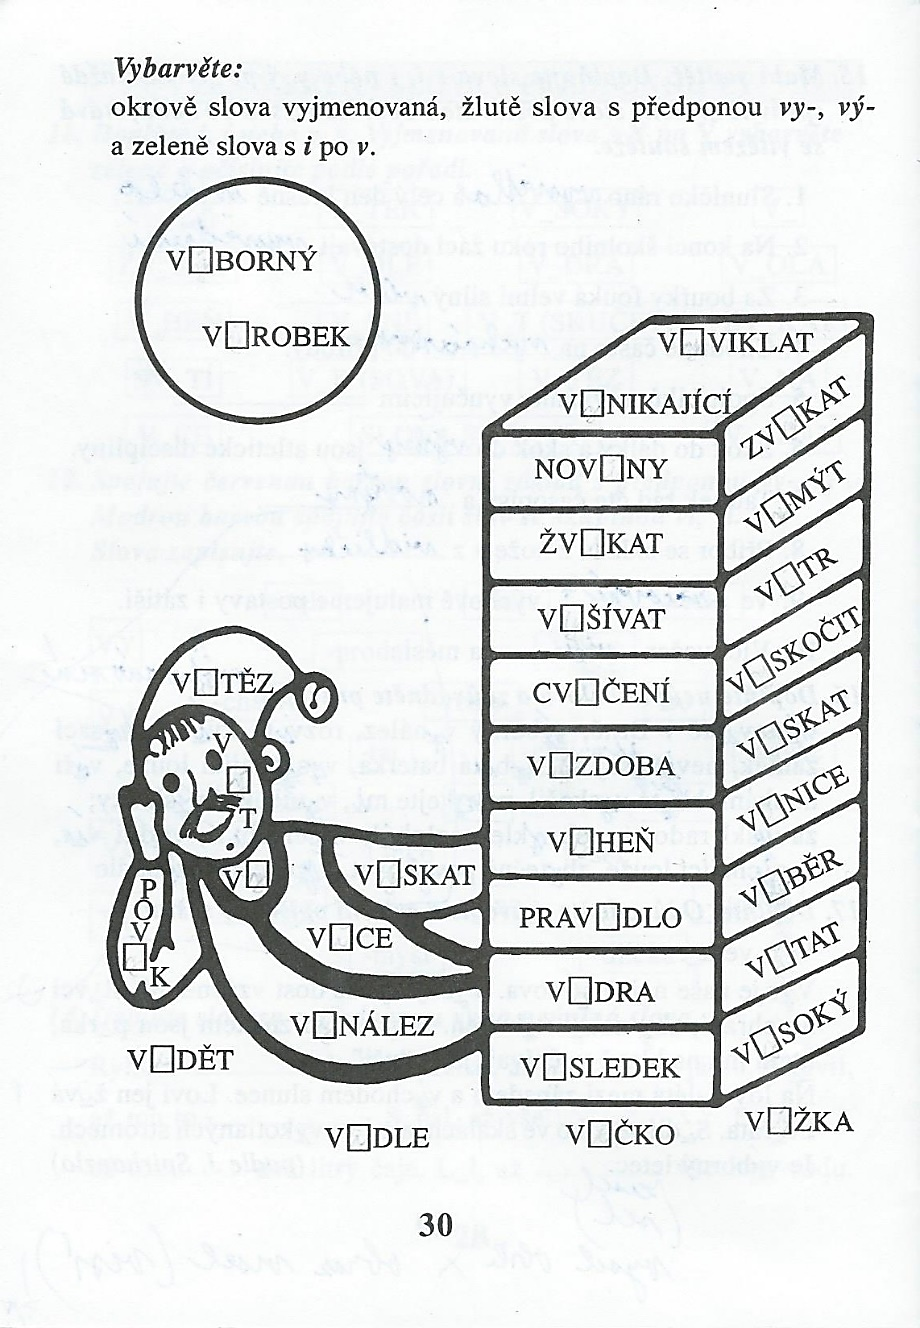 Vybarvěte:
okrově slova vyjmenovaná, žlutě slova s předponou vy-, vý-
a zeleně slova s i po v.
V□BORNÝ
V□ROBEK
V□VIKLAT
V□NIKAJÍCÍ
NOV□NY
ŽV□KAT
V□ŠÍVAT
CV□ČENÍ
V□ZDOBA
V□HEŇ
PRAV□DLO
V□DRA
V□SLEDEK
ZV□KAT
V□MÝT
V□TR
V□SKOČIT
V□SKAT
V□NICE
V□BĚR
V□TAT
V□SOKÝ
V□TĚZ
V□T
V□
V□SKAT
V□CE
POV□K
V□NÁLEZ
V□DĚT
V□DLE
V□ČKO
V□ŽKA
30